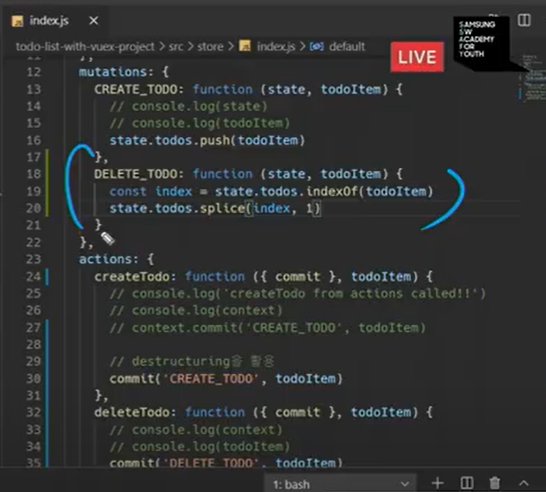 index.js
todo-list-with-vuex-project > src > store > index.js > default
LIVE
SAMSUNG
SW
ACADEMY
FOR
YOUTH
12 mutations: {
13 CREATE_TODO: function (state, todoItem) {
14 // console.log(state)
15 // console.log(todoItem)
16 state.todos.push(todoItem)
17 },
18 DELETE_TODO: function (state, todoItem) {
19 const index = state.todos.indexOf(todoItem)
20 state.todos.splice(index, 1)
21 }
22 },
23 actions: {
24 createTodo: function ({ commit }, todoItem) {
25 // console.log('createTodo from actions called!!')
26 // console.log(context)
27 // context.commit('CREATE_TODO', todoItem)
28
29 // destructuring을 활용
30 commit('CREATE_TODO', todoItem)
31 },
32 deleteTodo: function ({ commit }, todoItem) {
33 // console.log(context)
34 // console.log(todoItem)
35 commit('DELETE_TODO', todoItem)
1: bash